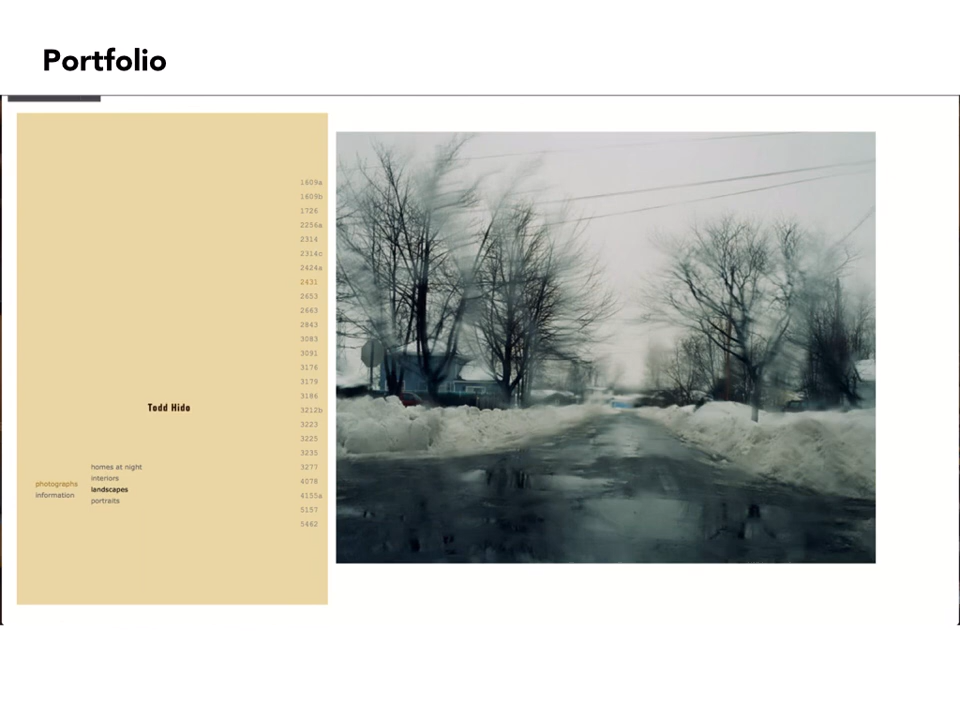 Portfolio
1609a
1609b
1726
2256a
2314
2314c
2624a
2431
2653
2663
2843
3083
3091
3176
3179
3186
Todd Hido
3212b
3223
3225
3235
homes at night
3277
interiors
4078
photographs
landscapes
information
4155a
portraits
5157
5462